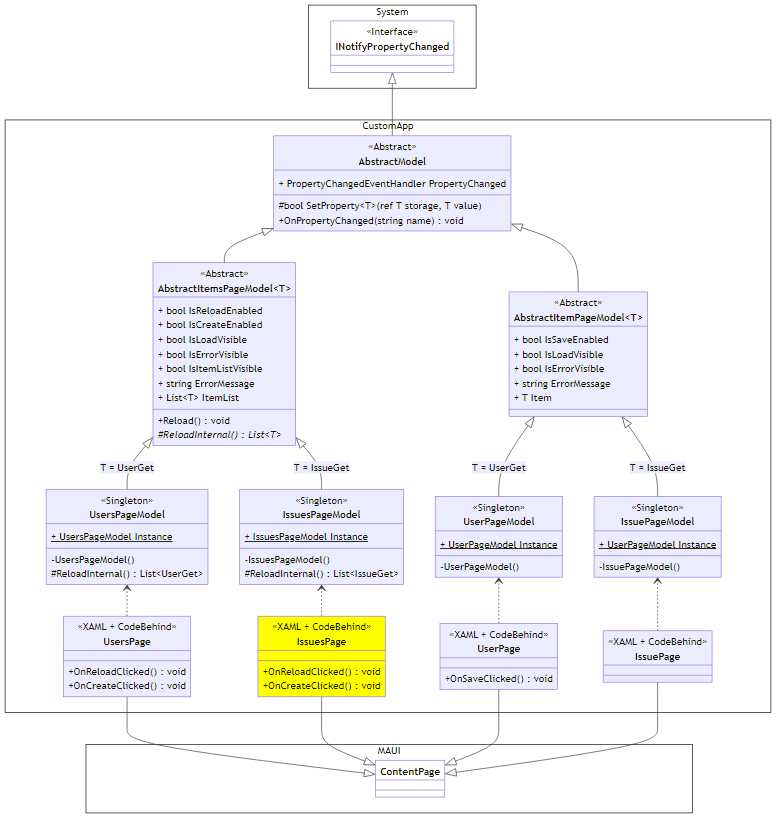 System
«Interface»
INotifyPropertyChanged
CustomApp
«Abstract»
AbstractModel
+ PropertyChangedEventHandler PropertyChanged
#bool SetProperty<T>(ref T storage, T value)
+OnPropertyChanged(string name) : void
«Abstract»
AbstractItemsPageModel<T>
+ bool IsReloadEnabled
+ bool IsCreateEnabled
+ bool IsLoadVisible
+ bool IsErrorVisible
+ bool IsItemListVisible
+ string ErrorMessage
+ List<T> ItemList
+Reload() : void
#ReloadInternal() : List<T>
«Abstract»
AbstractItemPageModel<T>
+ bool IsSaveEnabled
+ bool IsLoadVisible
+ bool IsErrorVisible
+ string ErrorMessage
+ T Item
T = UserGet
T = IssueGet
T = UserGet
T = IssueGet
«Singleton»
UsersPageModel
+ UsersPageModel Instance
-UsersPageModel()
#ReloadInternal() : List<UserGet>
«Singleton»
IssuesPageModel
+ IssuesPageModel Instance
-IssuesPageModel()
#ReloadInternal() : List<IssueGet>
«Singleton»
UserPageModel
+ UserPageModel Instance
-UserPageModel()
«Singleton»
IssuePageModel
+ UserPageModel Instance
-IssuePageModel()
«XAML + CodeBehind»
UsersPage
+OnReloadClicked() : void
+OnCreateClicked() : void
«XAML + CodeBehind»
IssuesPage
+OnReloadClicked() : void
+OnCreateClicked() : void
«XAML + CodeBehind»
UserPage
+OnSaveClicked() : void
«XAML + CodeBehind»
IssuePage
MAUI
ContentPage